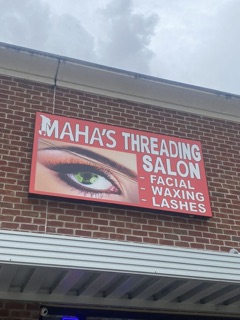 MAHA'S THREADING
SALON
- FACIAL
- WAXING
- LASHES